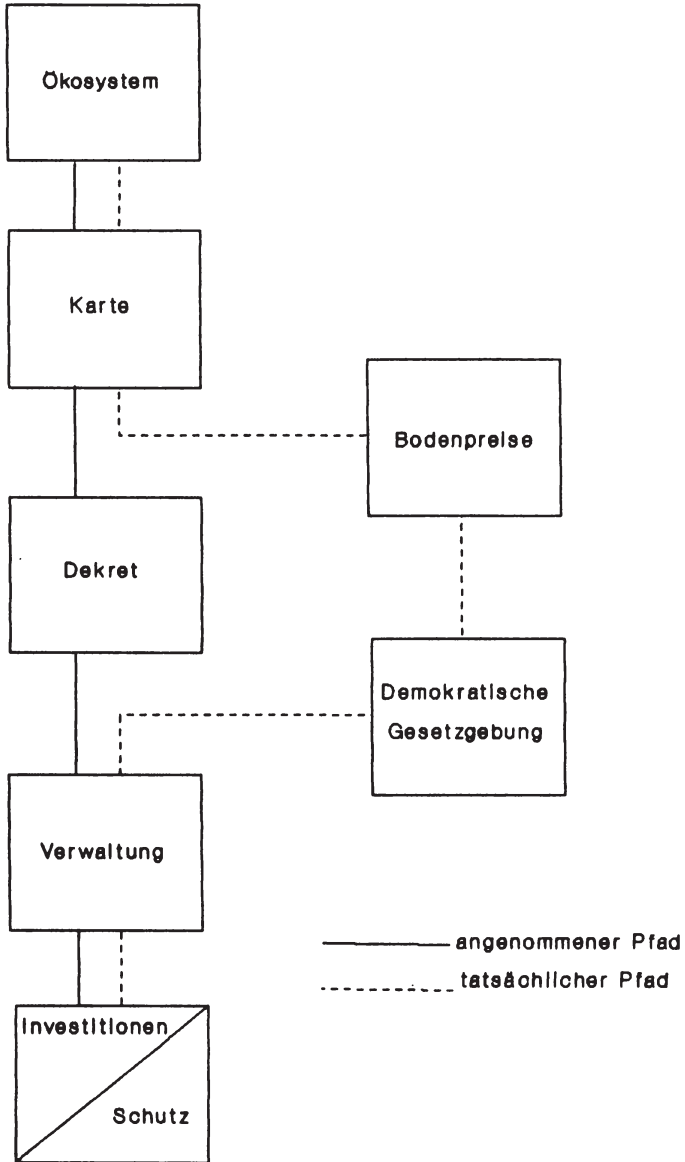 Ökosystem
Karte
Bodenpreise
Dekret
Demokratische
Gesetzgebung
Verwaltung
angenommener Pfad
tatsächlicher Pfad
Investitionen
Schutz